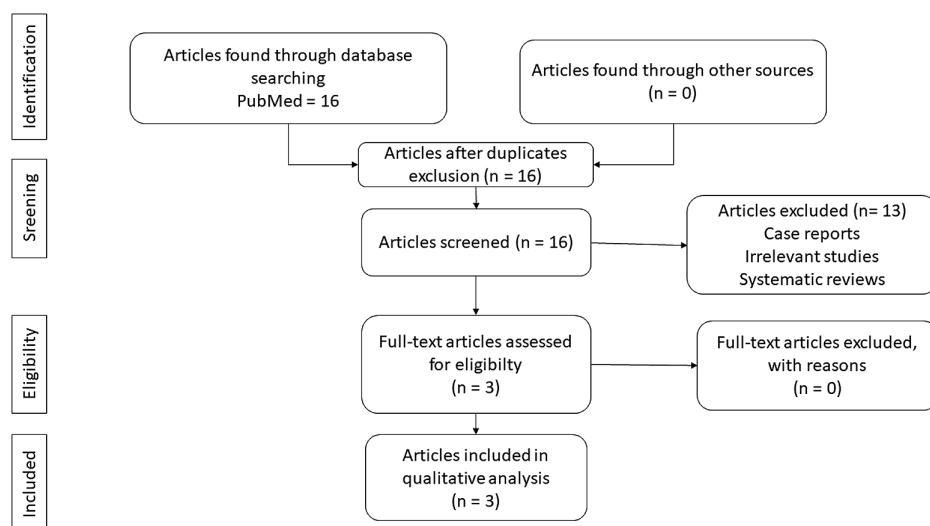 Identification
Articles found through database
searching
PubMed = 16
Articles found through other sources
(n = 0)
Articles after duplicates
exclusion (n = 16)
Sreening
Articles screened (n = 16)
Articles excluded (n= 13)
Case reports
Irrelevant studies
Systematic reviews
Eligibility
Full-text articles assessed
for eligibilty
(n = 3)
Full-text articles excluded,
with reasons
(n = 0)
Included
Articles included in
qualitative analysis
(n = 3)